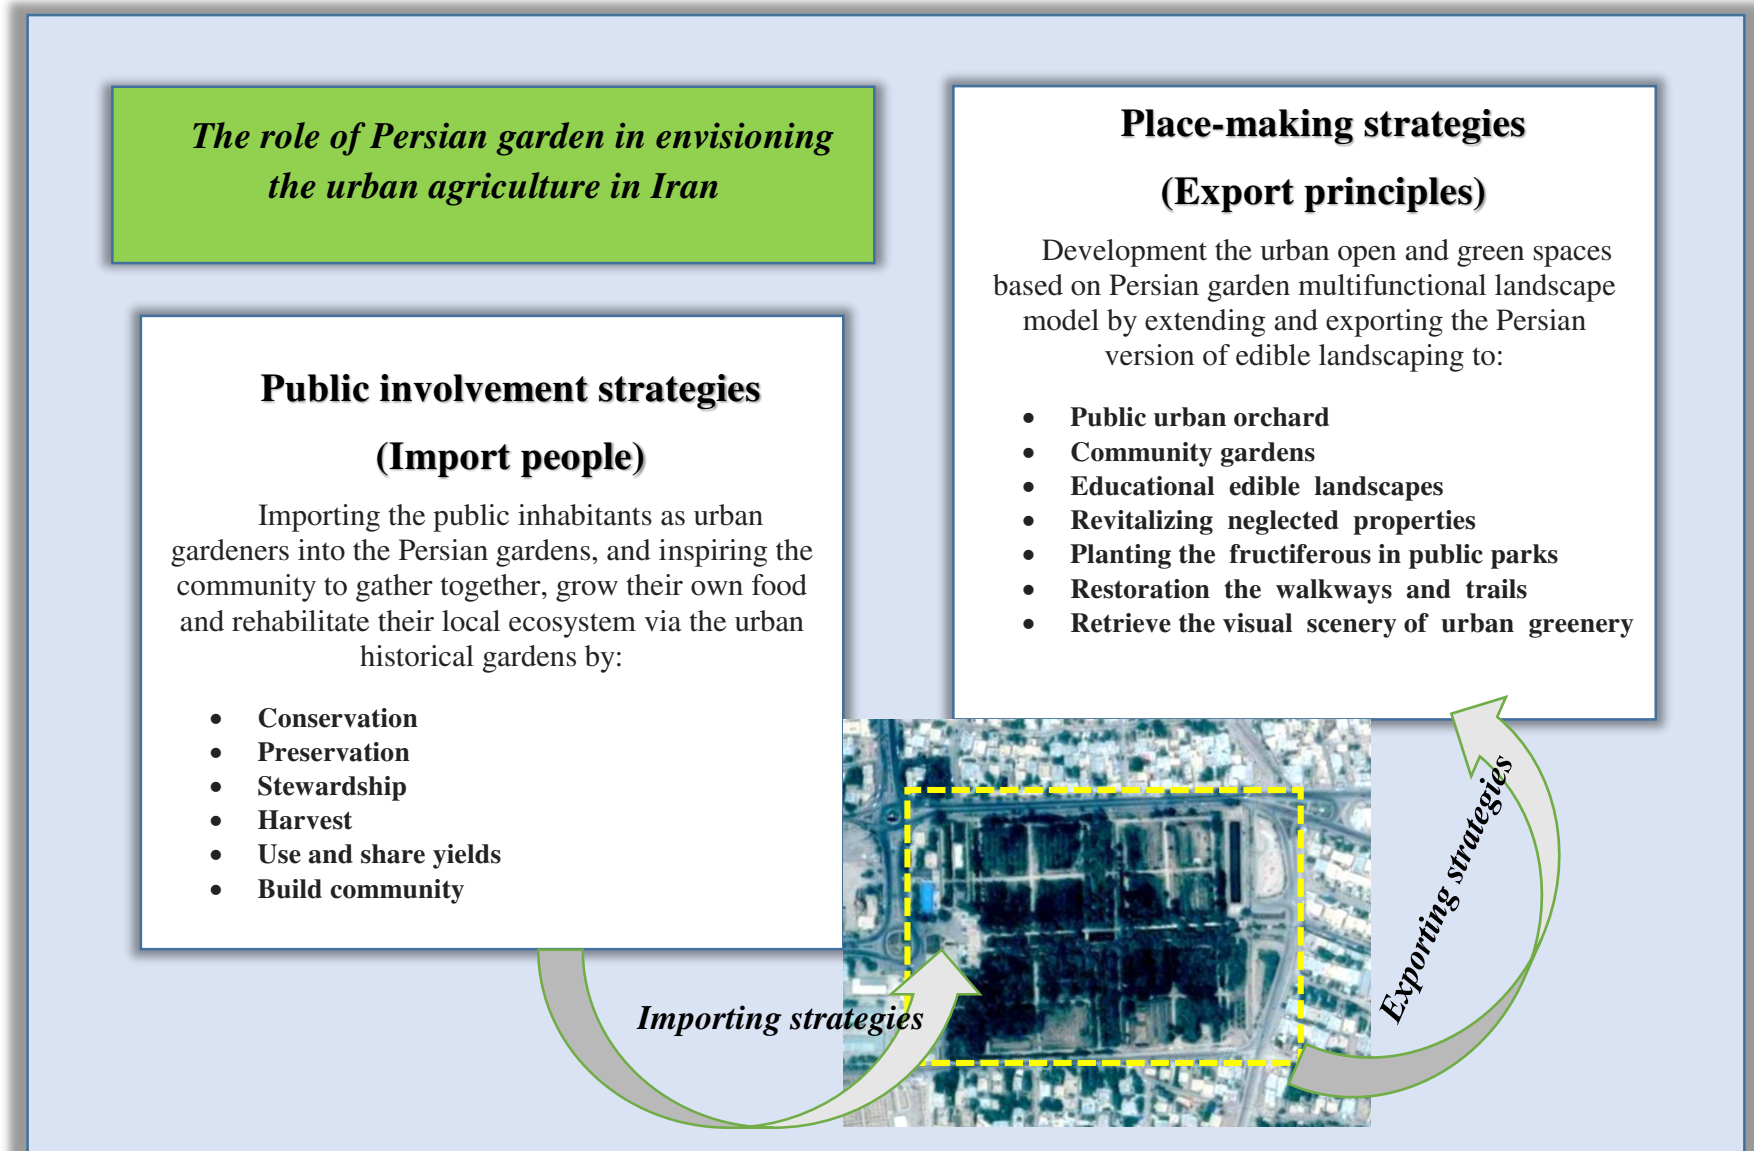 The role of Persian garden in envisioning
the urban agriculture in Iran
Public involvement strategies
(Import people)
Importing the public inhabitants as urban
gardeners into the Persian gardens, and inspiring the
community to gather together, grow their own food
and rehabilitate their local ecosystem via the urban
historical gardens by:
• Conservation
• Preservation
• Stewardship
• Harvest
• Use and share yields
• Build community
Place-making strategies
(Export principles)
Development the urban open and green spaces
based on Persian garden multifunctional landscape
model by extending and exporting the Persian
version of edible landscaping to:
• Public urban orchard
• Community gardens
• Educational edible landscapes
• Revitalizing neglected properties
• Planting the fructiferous in public parks
• Restoration the walkways and trails
• Retrieve the visual scenery of urban greenery
Importing strategies
Exporting strategies